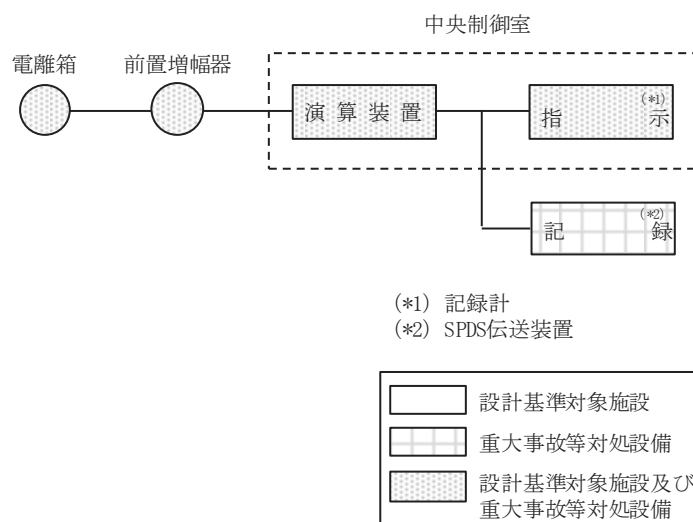 中央制御室
電離箱 前置増幅器
演算装置
指示(*1)
記録(*2)
(*1) 記録計
(*2) SPDS伝送装置
設計基準対象施設
重大事故等対処設備
設計基準対象施設及び
重大事故等対処設備